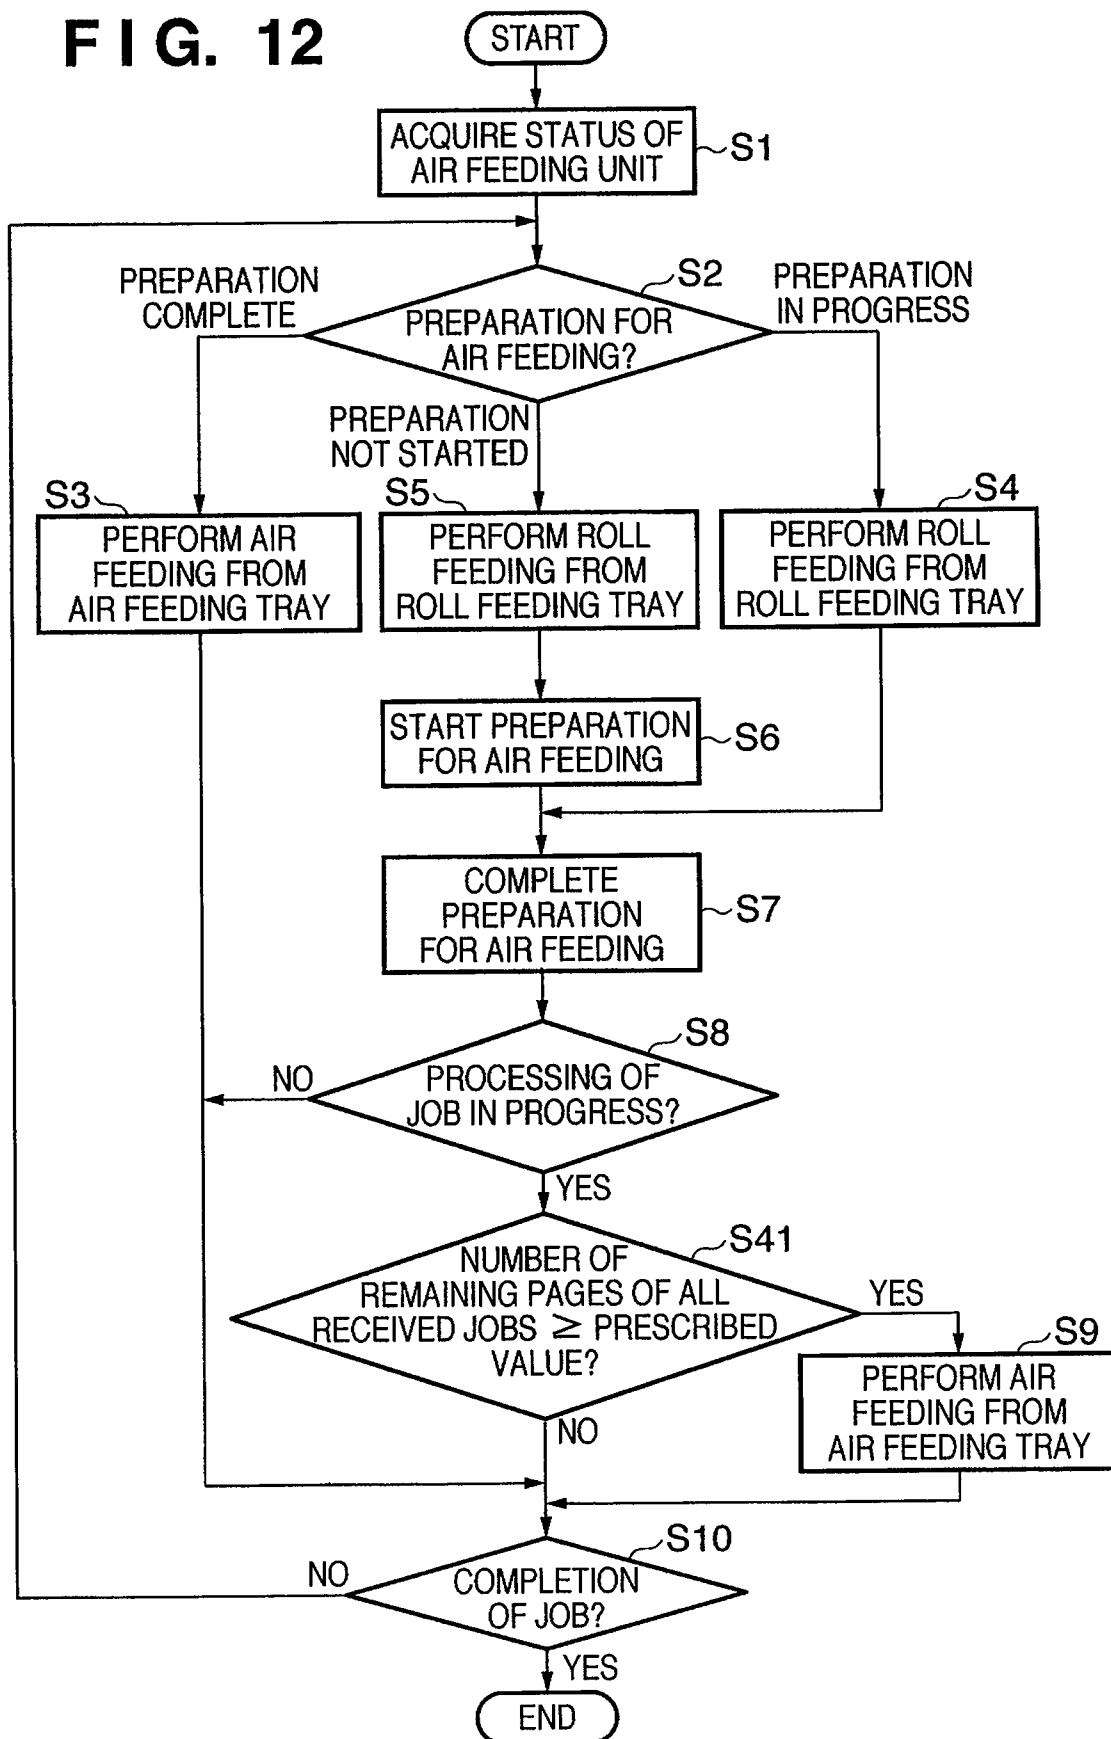 FIG. 12
START
ACQUIRE STATUS OF
AIR FEEDING UNIT
S1
PREPARATION
COMPLETE
S2
PREPARATION FOR
AIR FEEDING?
PREPARATION
IN PROGRESS
PREPARATION
NOT STARTED
S3
PERFORM AIR
FEEDING FROM
AIR FEEDING TRAY
S5
PERFORM ROLL
FEEDING FROM
ROLL FEEDING TRAY
S4
PERFORM ROLL
FEEDING FROM
ROLL FEEDING TRAY
START PREPARATION
FOR AIR FEEDING
S6
COMPLETE
PREPARATION
FOR AIR FEEDING
S7
S8
PROCESSING OF
JOB IN PROGRESS?
NO
YES
S41
NUMBER OF
REMAINING PAGES OF ALL
RECEIVED JOBS ≥ PRESCRIBED
VALUE?
YES
NO
S9
PERFORM AIR
FEEDING FROM
AIR FEEDING TRAY
S10
COMPLETION
OF JOB?
NO
YES
END